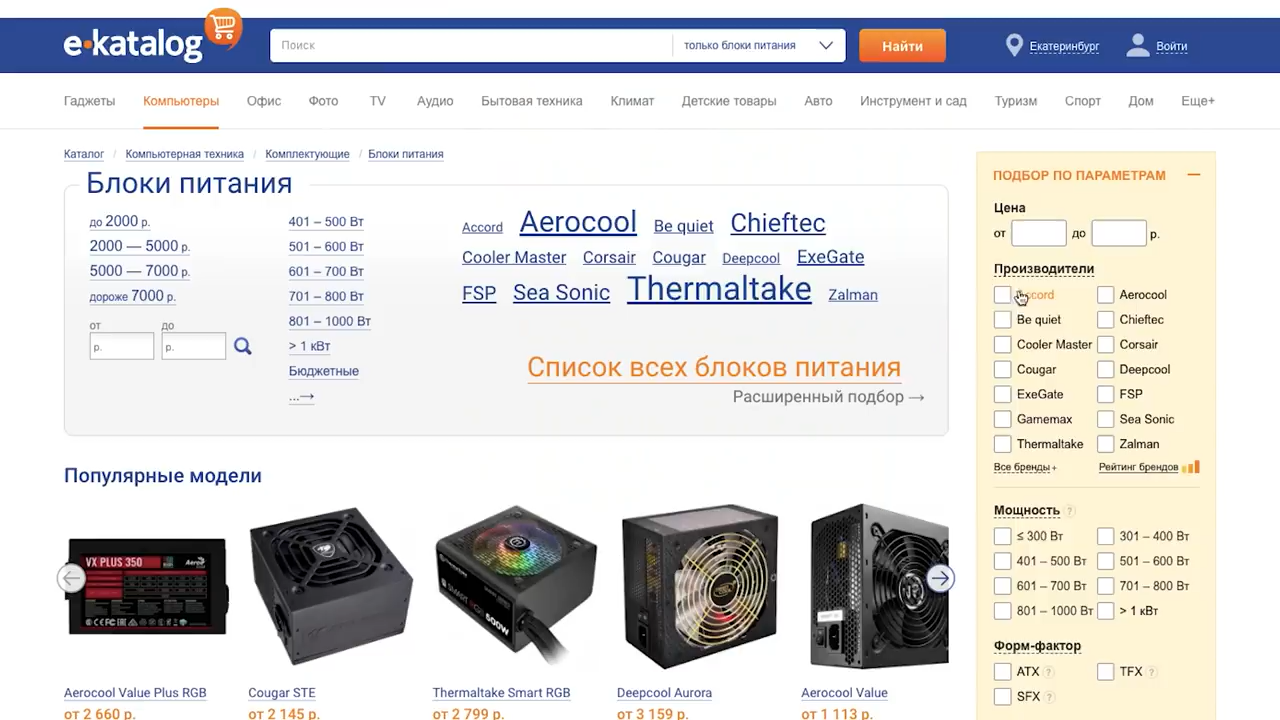 e·katalog
Поиск
только блоки питания
Найти
Екатеринбург
Войти
Гаджеты Компьютеры Офис Фото TV Аудио Бытовая техника Климат Детские товары Авто Инструмент и сад Туризм Спорт Дом Еще+
Каталог / Компьютерная техника / Комплектующие / Блоки питания
Блоки питания
до 2000 р.
2000 — 5000 р.
5000 — 7000 р.
дороже 7000 р.
от до
р. р.
401 – 500 Вт
501 – 600 Вт
601 – 700 Вт
701 – 800 Вт
801 – 1000 Вт
> 1 кВт
Бюджетные
...→
Accord Aerocool Be quiet Chieftec
Cooler Master Corsair Cougar Deepcool ExeGate
FSP Sea Sonic Thermaltake Zalman
Список всех блоков питания
Расширенный подбор →
Популярные модели
VX PLUS 350
Aero
600W
Aerocool Value Plus RGB
от 2 660 р.
Cougar STE
от 2 145 р.
Thermaltake Smart RGB
от 2 799 р.
Deepcool Aurora
от 3 159 р.
Aerocool Value
от 1 113 р.
ПОДБОР ПО ПАРАМЕТРАМ
Цена
от до р.
Производители
Accord Aerocool
Be quiet Chieftec
Cooler Master Corsair
Cougar Deepcool
ExeGate FSP
Gamemax Sea Sonic
Thermaltake Zalman
Все бренды+ Рейтинг брендов
Мощность ?
≤ 300 Вт 301 – 400 Вт
401 – 500 Вт 501 – 600 Вт
601 – 700 Вт 701 – 800 Вт
801 – 1000 Вт > 1 кВт
Форм-фактор
ATX ? TFX ?
SFX ?